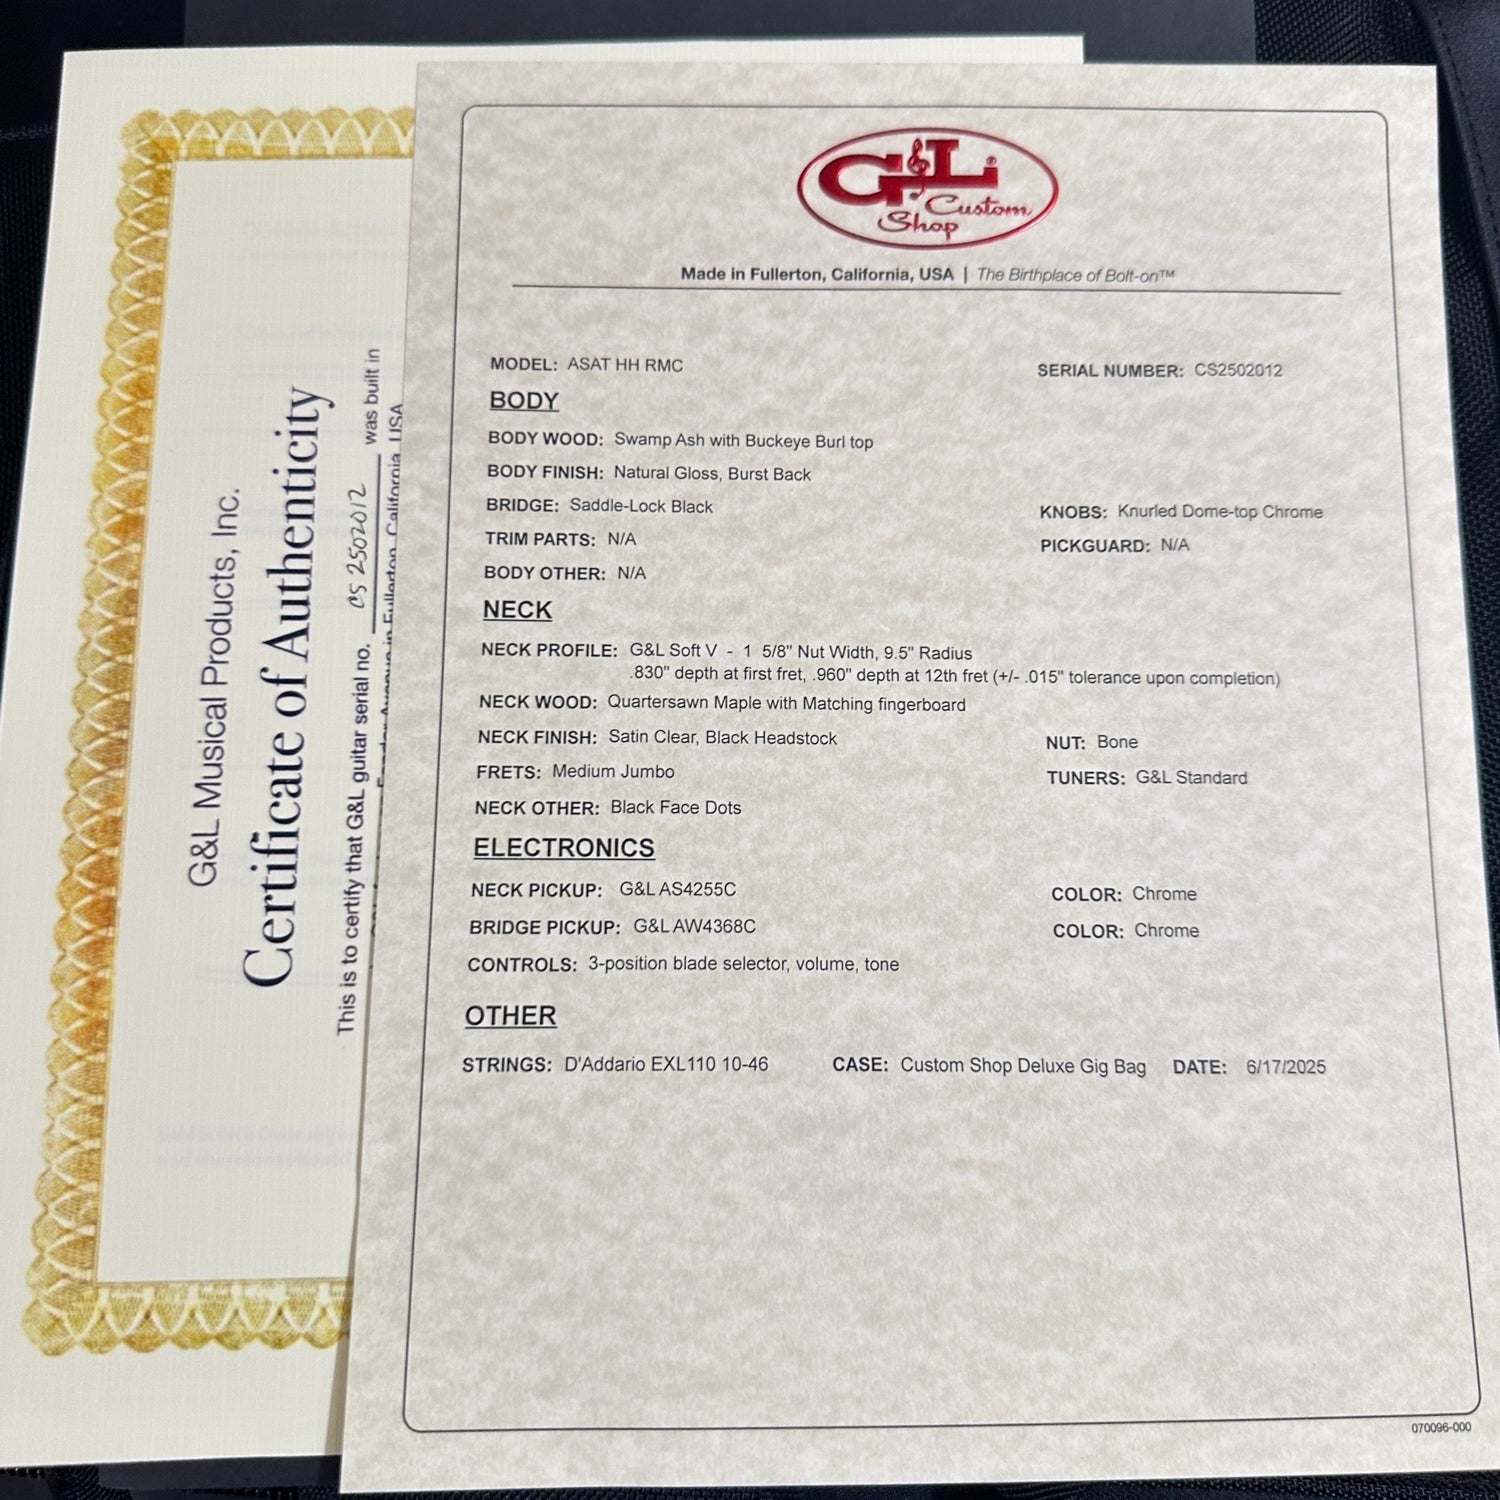 G&L®
Custom
Shop
Made in Fullerton, California, USA | The Birthplace of Bolt-on™
MODEL: ASAT HH RMC
SERIAL NUMBER: CS2502012
BODY
BODY WOOD: Swamp Ash with Buckeye Burl top
BODY FINISH: Natural Gloss, Burst Back
BRIDGE: Saddle-Lock Black
KNOBS: Knurled Dome-top Chrome
TRIM PARTS: N/A
PICKGUARD: N/A
BODY OTHER: N/A
NECK
NECK PROFILE: G&L Soft V - 1 5/8" Nut Width, 9.5" Radius
.830" depth at first fret, .960" depth at 12th fret (+/- .015" tolerance upon completion)
NECK WOOD: Quartersawn Maple with Matching fingerboard
NECK FINISH: Satin Clear, Black Headstock
NUT: Bone
FRETS: Medium Jumbo
TUNERS: G&L Standard
NECK OTHER: Black Face Dots
ELECTRONICS
NECK PICKUP: G&L AS4255C
COLOR: Chrome
BRIDGE PICKUP: G&L AW4368C
COLOR: Chrome
CONTROLS: 3-position blade selector, volume, tone
OTHER
STRINGS: D'Addario EXL110 10-46 CASE: Custom Shop Deluxe Gig Bag DATE: 6/17/2025
070096-000
G&L Musical Products, Inc.
Certificate of Authenticity
This is to certify that G&L guitar serial no. CS 2502012 was built in
Avenue in Fullerton, California, USA